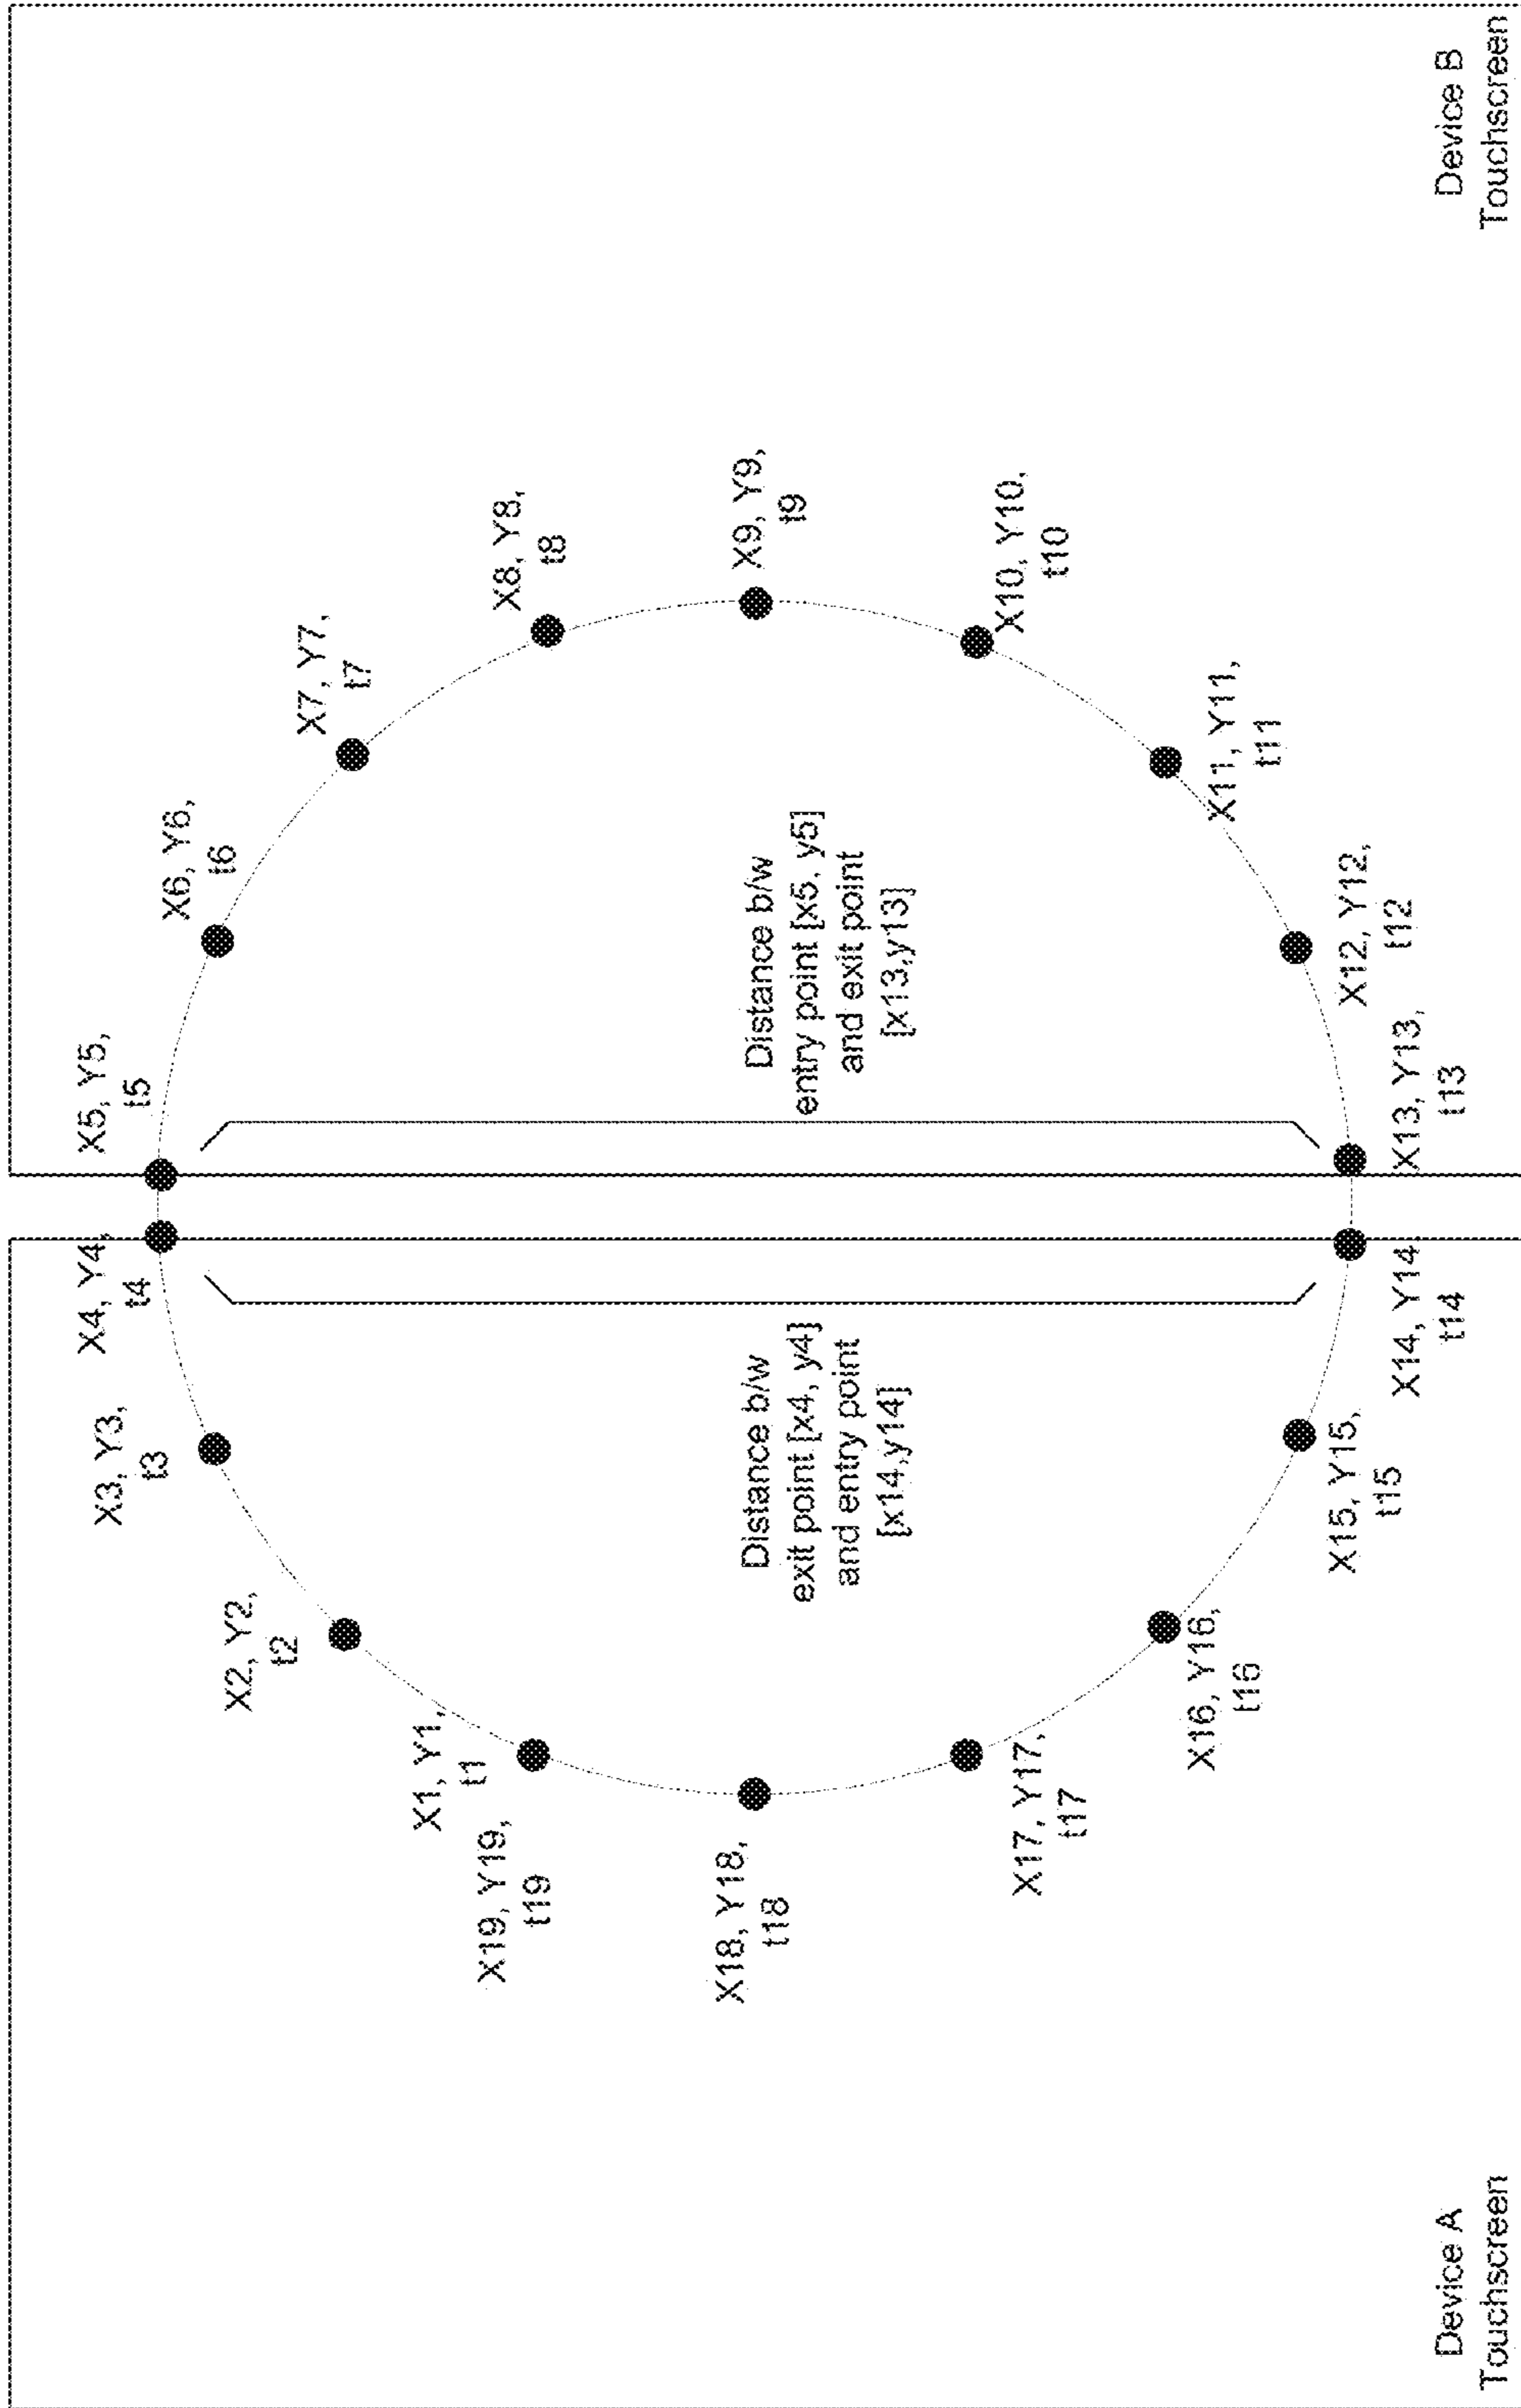 X1, Y1,
t1
X2, Y2,
t2
X3, Y3,
t3
X4, Y4,
t4
X5, Y5,
t5
X6, Y6,
t6
X7, Y7,
t7
X8, Y8,
t8
X9, Y9,
t9
X10, Y10,
t10
X11, Y11,
t11
X12, Y12,
t12
X13, Y13,
t13
X14, Y14
t14
X15, Y15,
t15
X16, Y16,
t16
X17, Y17,
t17
X18, Y18,
t18
X19, Y19,
t19
Distance b/w
exit point [x4, y4]
and entry point
[x14,y14]
Distance b/w
entry point [x5, y5]
and exit point
[x13,y13]
Device A
Touchscreen
Device B
Touchscreen